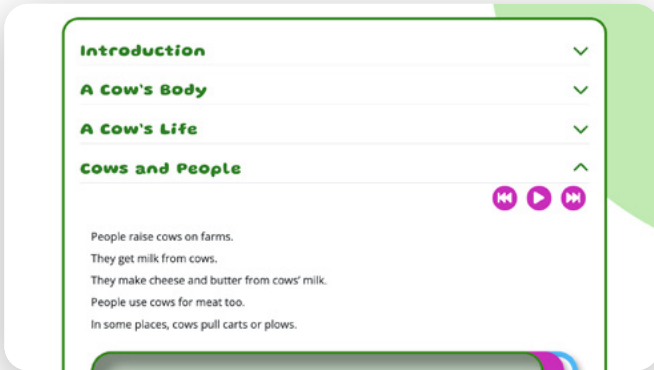 Introduction
A Cow's Body
A Cow's Life
Cows and People
People raise cows on farms.
They get milk from cows.
They make cheese and butter from cows’ milk.
People use cows for meat too.
In some places, cows pull carts or plows.